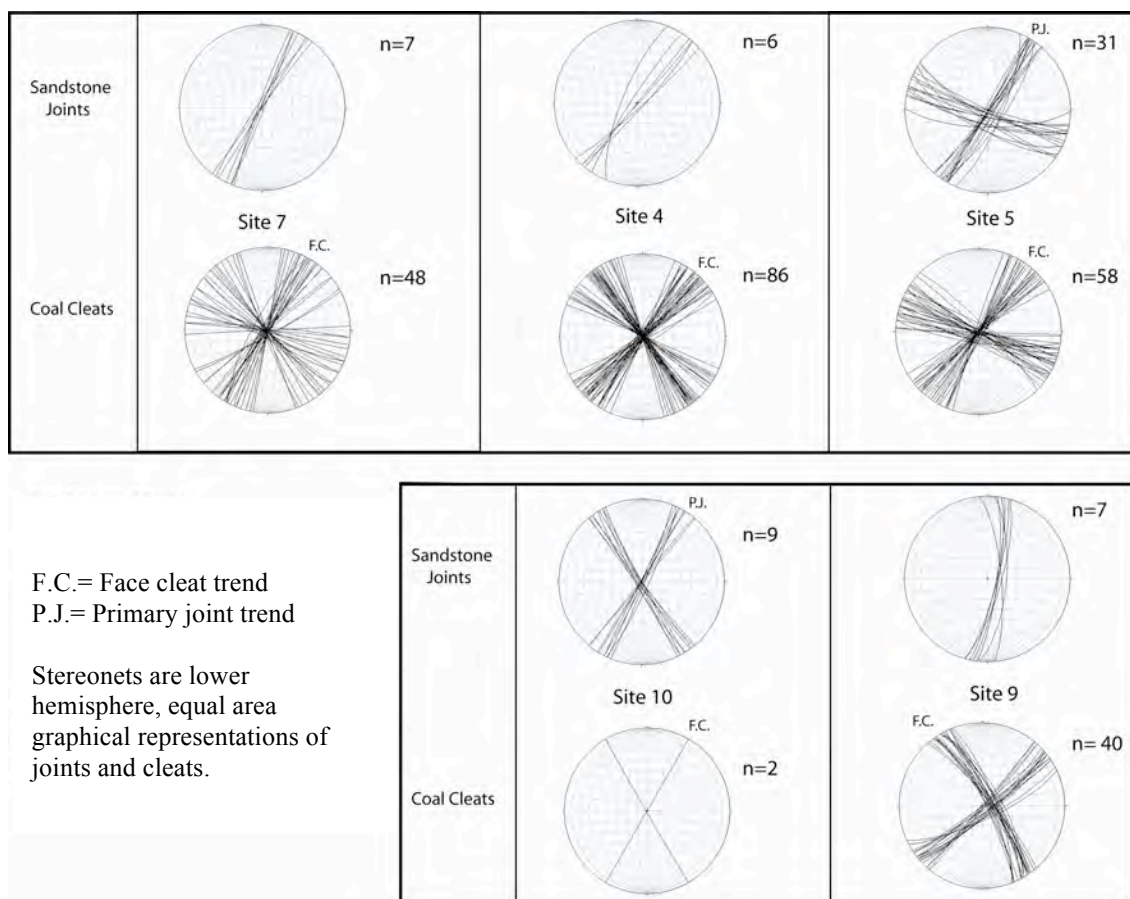 Sandstone
Joints
n=7
n=6
P.J.
n=31
Site 7
Site 4
Site 5
Coal Cleats
F.C.
n=48
F.C.
n=86
F.C.
n=58
F.C.= Face cleat trend
P.J.= Primary joint trend
Stereonets are lower
hemisphere, equal area
graphical representations of
joints and cleats.
Sandstone
Joints
P.J.
n=9
n=7
Site 10
Site 9
Coal Cleats
F.C.
n=2
F.C.
n= 40